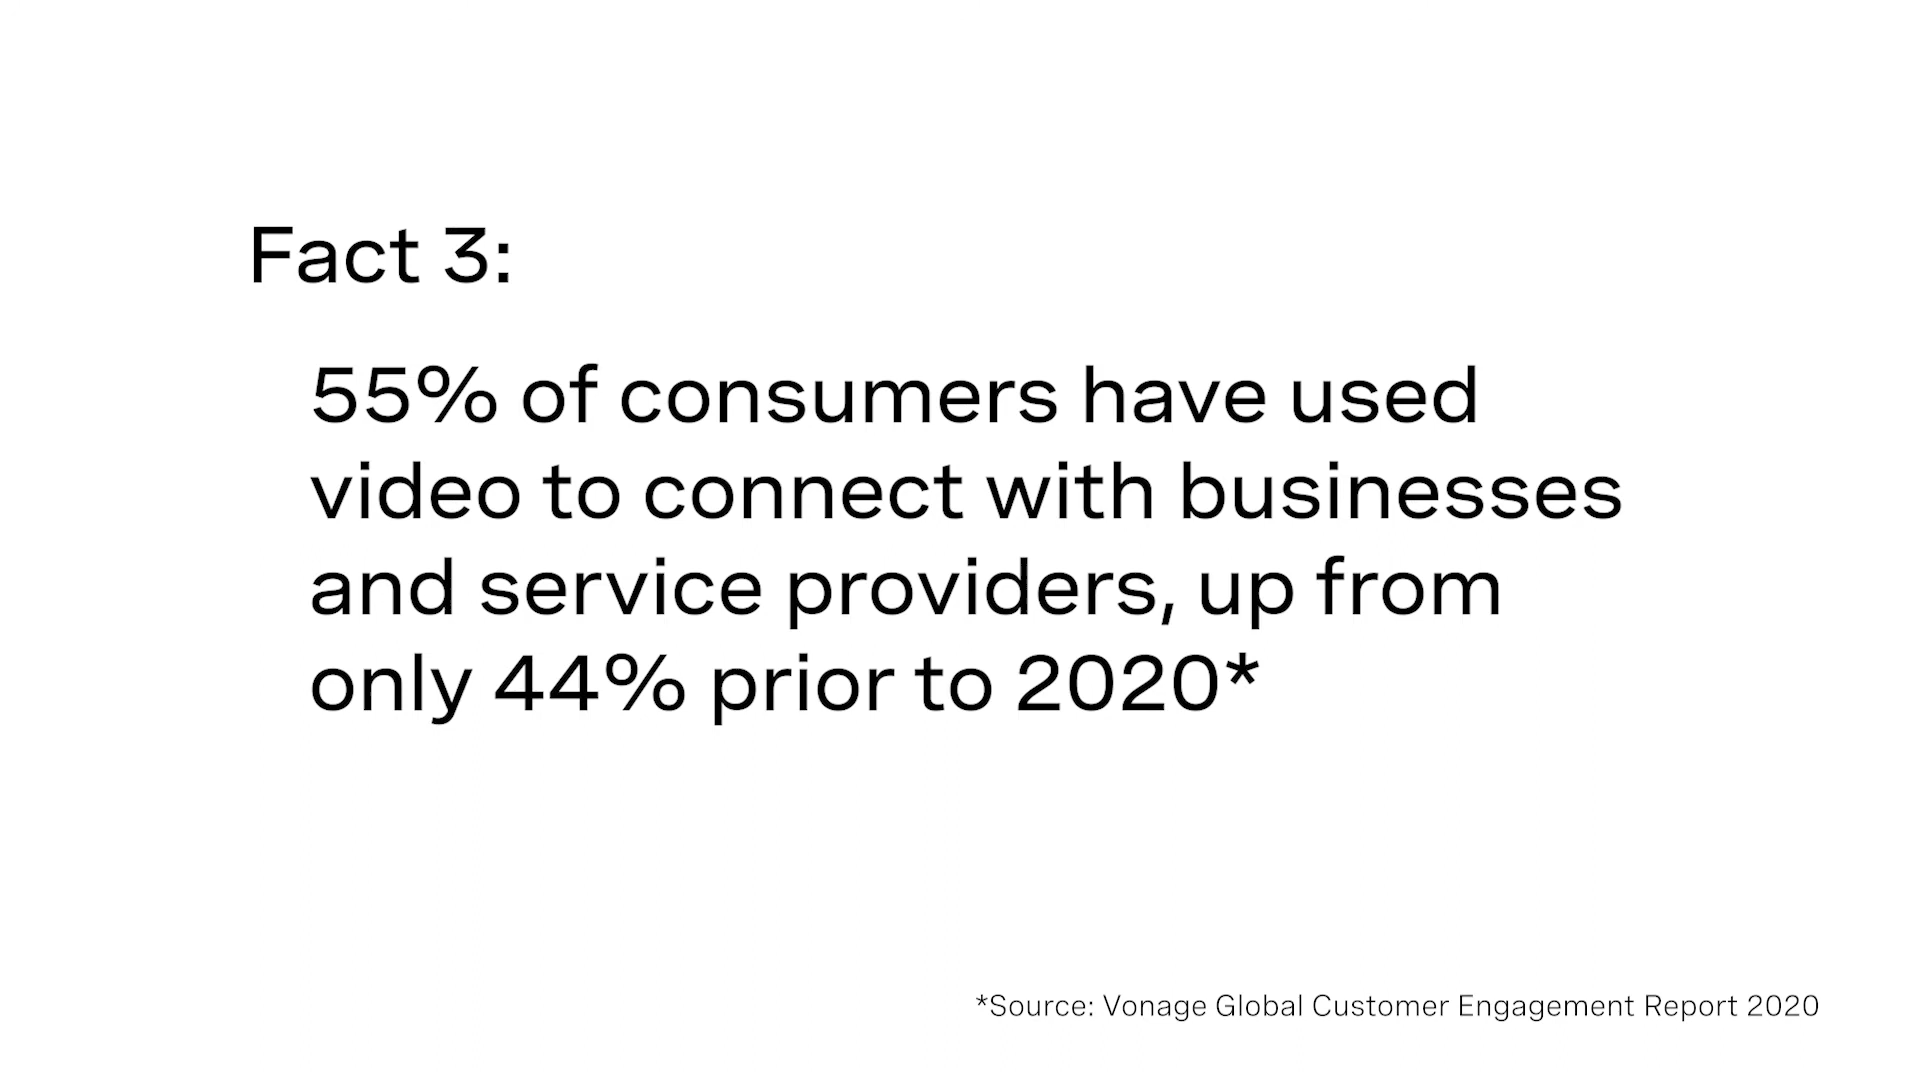 Fact 3:
55% of consumers have used
video to connect with businesses
and service providers, up from
only 44% prior to 2020*
*Source: Vonage Global Customer Engagement Report 2020